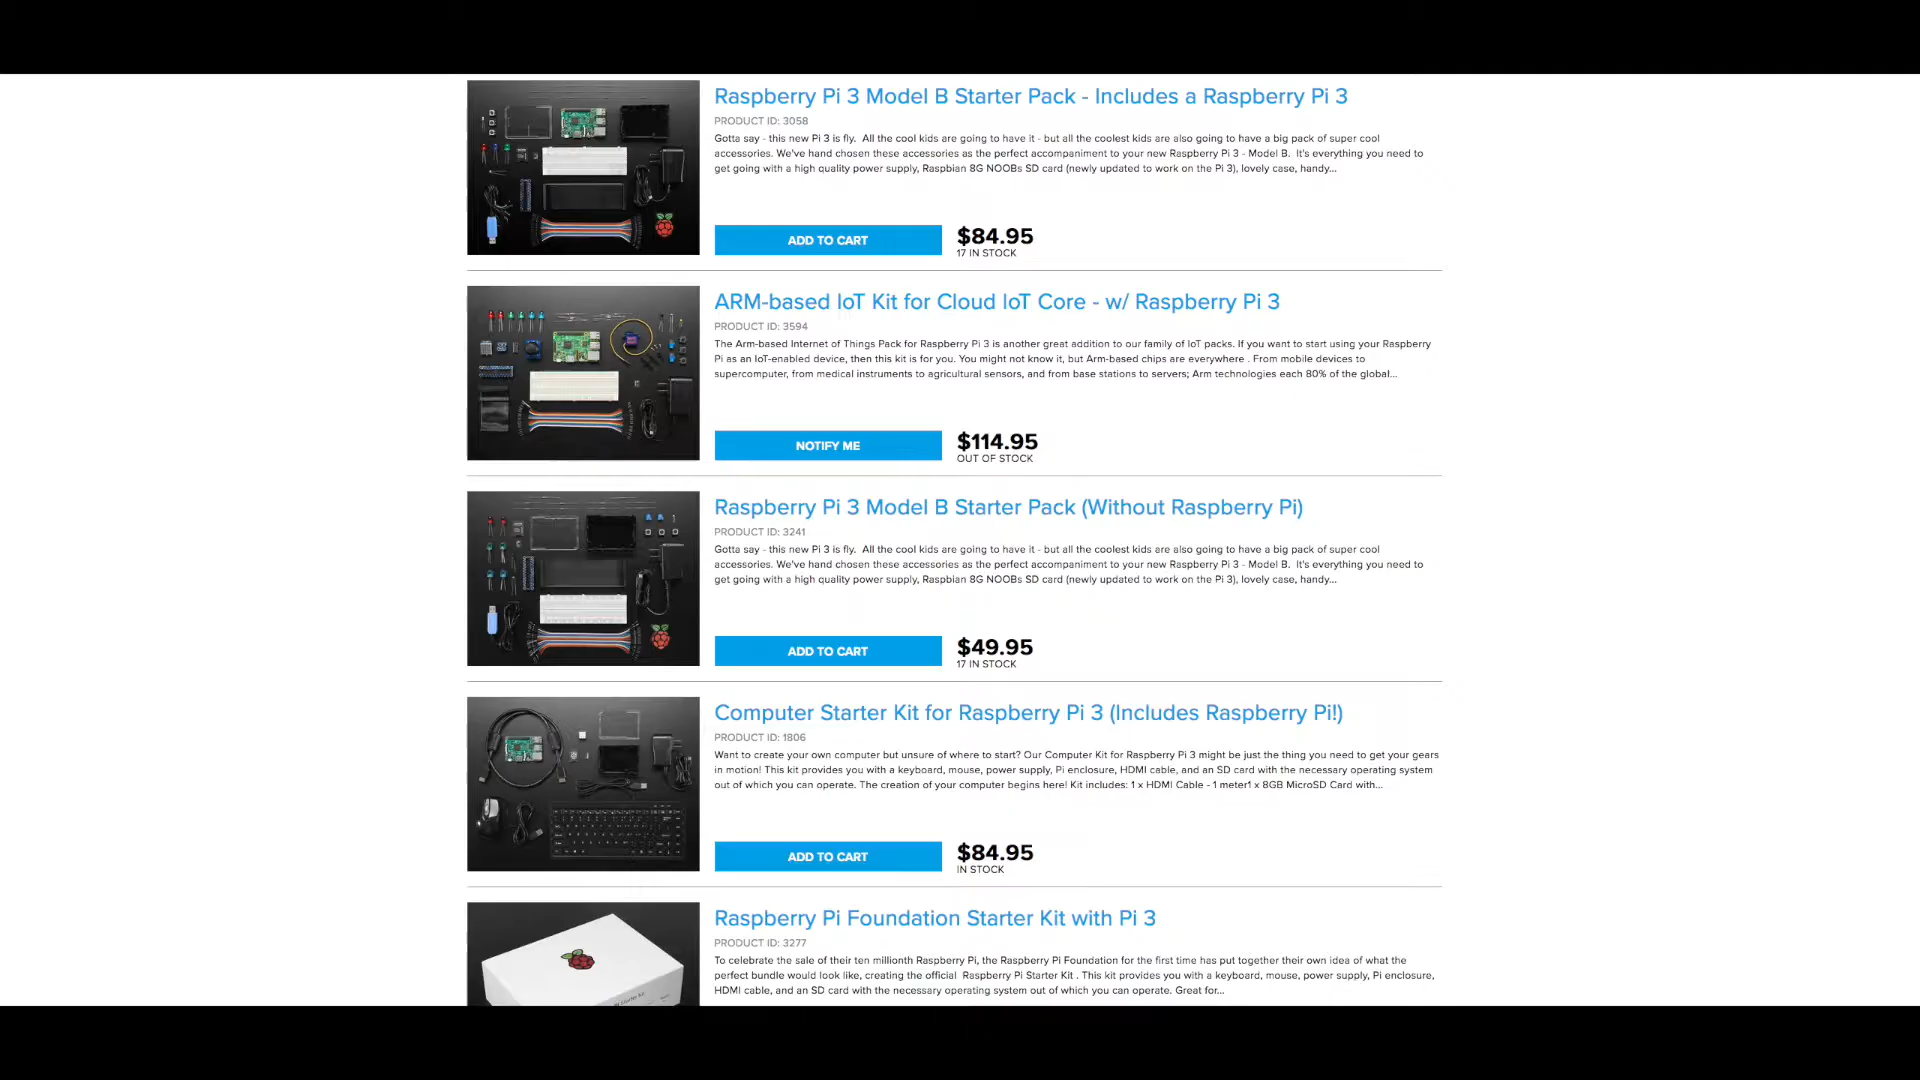 Raspberry Pi 3 Model B Starter Pack - Includes a Raspberry Pi 3
PRODUCT ID: 3058
Gotta say - this new Pi 3 is fly.  All the cool kids are going to have it - but all the coolest kids are also going to have a big pack of super cool
accessories. We've hand chosen these accessories as the perfect accompaniment to your new Raspberry Pi 3 - Model B.  It's everything you need to
get going with a high quality power supply, Raspbian 8G NOOBs SD card (newly updated to work on the Pi 3), lovely case, handy...
ADD TO CART
$84.95
17 IN STOCK
ARM-based IoT Kit for Cloud IoT Core - w/ Raspberry Pi 3
PRODUCT ID: 3594
The Arm-based Internet of Things Pack for Raspberry Pi 3 is another great addition to our family of IoT packs. If you want to start using your Raspberry
Pi as an IoT-enabled device, then this kit is for you. You might not know it, but Arm-based chips are everywhere . From mobile devices to
supercomputer, from medical instruments to agricultural sensors, and from base stations to servers; Arm technologies each 80% of the global...
NOTIFY ME
$114.95
OUT OF STOCK
Raspberry Pi 3 Model B Starter Pack (Without Raspberry Pi)
PRODUCT ID: 3241
Gotta say - this new Pi 3 is fly.  All the cool kids are going to have it - but all the coolest kids are also going to have a big pack of super cool
accessories. We've hand chosen these accessories as the perfect accompaniment to your new Raspberry Pi 3 - Model B.  It's everything you need to
get going with a high quality power supply, Raspbian 8G NOOBs SD card (newly updated to work on the Pi 3), lovely case, handy...
ADD TO CART
$49.95
17 IN STOCK
Computer Starter Kit for Raspberry Pi 3 (Includes Raspberry Pi!)
PRODUCT ID: 1806
Want to create your own computer but unsure of where to start? Our Computer Kit for Raspberry Pi 3 might be just the thing you need to get your gears
in motion! This kit provides you with a keyboard, mouse, power supply, Pi enclosure, HDMI cable, and an SD card with the necessary operating system
out of which you can operate. The creation of your computer begins here! Kit includes: 1 x HDMI Cable - 1 meter1 x 8GB MicroSD Card with...
ADD TO CART
$84.95
IN STOCK
Raspberry Pi Foundation Starter Kit with Pi 3
PRODUCT ID: 3277
To celebrate the sale of their ten millionth Raspberry Pi, the Raspberry Pi Foundation for the first time has put together their own idea of what the
perfect bundle would look like, creating the official  Raspberry Pi Starter Kit . This kit provides you with a keyboard, mouse, power supply, Pi enclosure,
HDMI cable, and an SD card with the necessary operating system out of which you can operate. Great for...